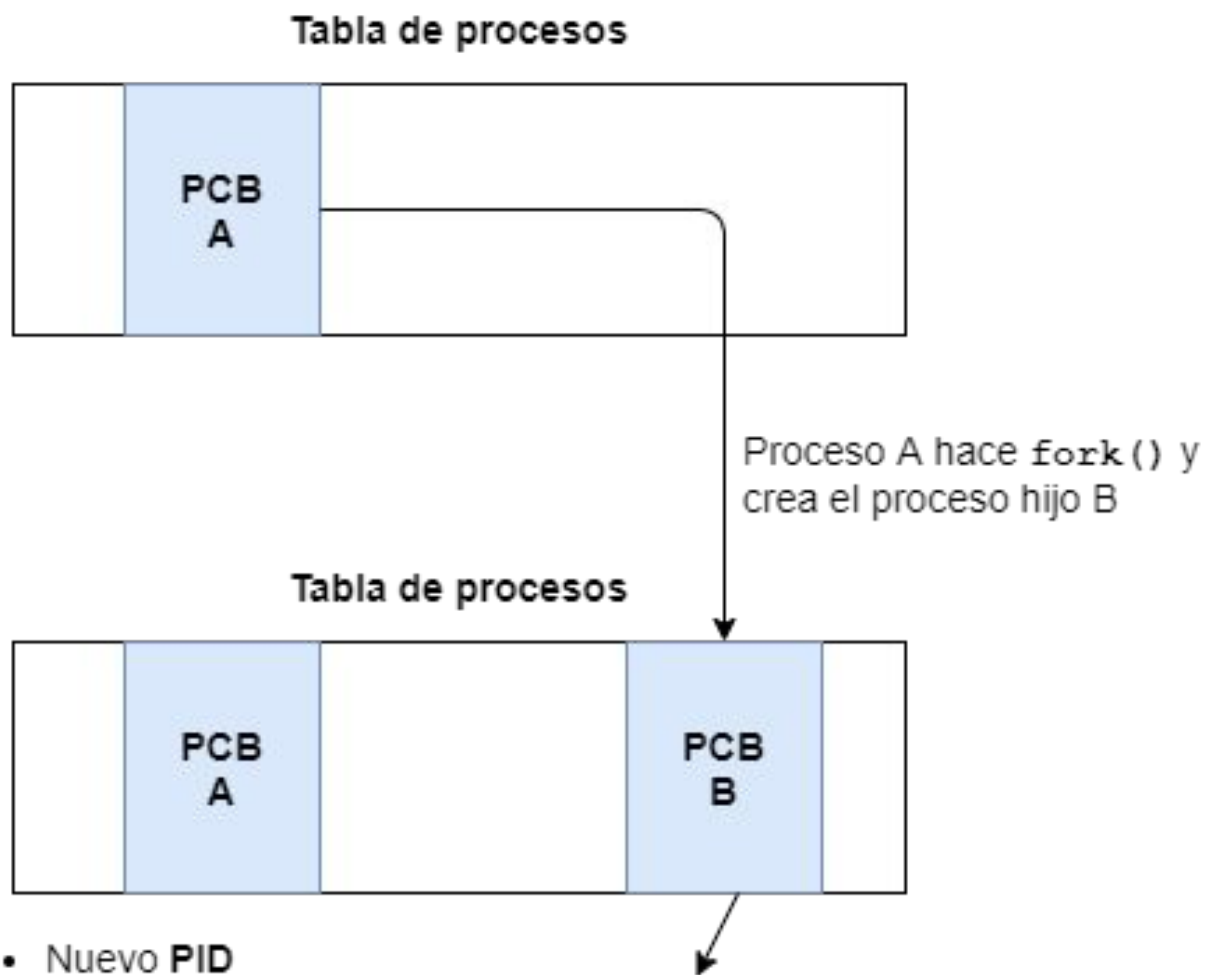 Tabla de procesos
PCB
A
Proceso A hace fork() y
crea el proceso hijo B
Tabla de procesos
PCB
A
PCB
B
• Nuevo PID